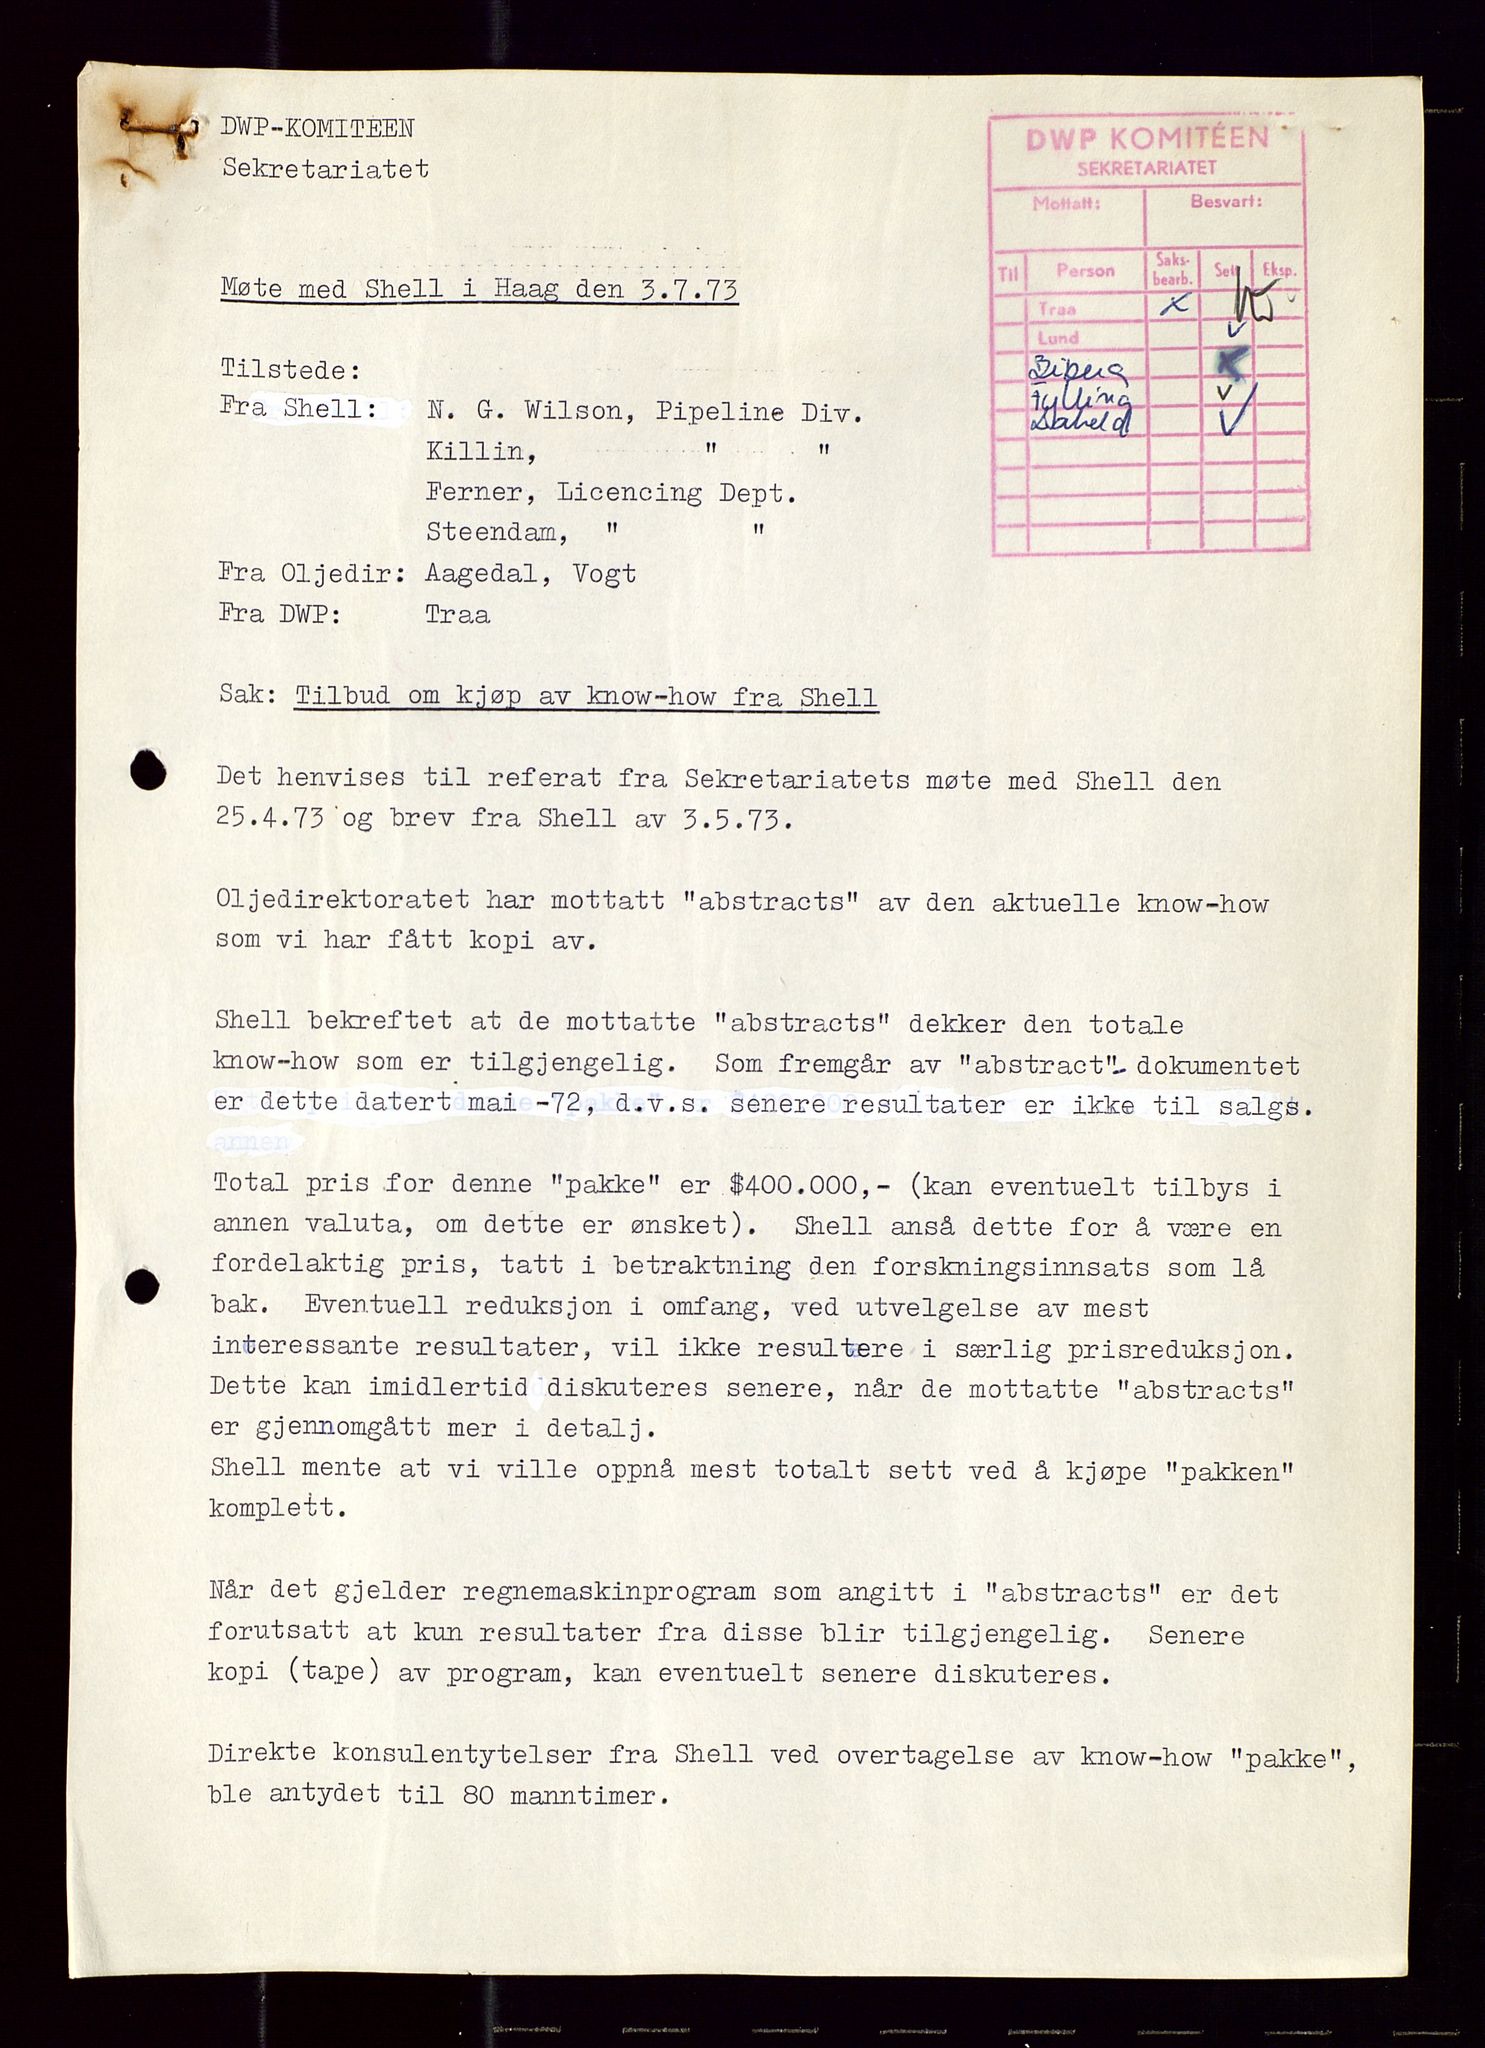 DWP-KOMITEEN
Sekretariatet
DWP KOMITÉEN
SEKRETARIATET
Mottatt: Besvart:
Til Person Saks-bearb. Sett Eksp.
Traa x
Lund ✓
x
Fylling ✓
✓
Møte med Shell i Haag den 3.7.73
Tilstede:
Fra Shell: N. G. Wilson, Pipeline Div.
Killin, " "
Ferner, Licencing Dept.
Steendam, " "
Fra Oljedir: Aagedal, Vogt
Fra DWP: Traa
Sak: Tilbud om kjøp av know-how fra Shell
Det henvises til referat fra Sekretariatets møte med Shell den
25.4.73 og brev fra Shell av 3.5.73.
Oljedirektoratet har mottatt "abstracts" av den aktuelle know-how
som vi har fått kopi av.
Shell bekreftet at de mottatte "abstracts" dekker den totale
know-how som er tilgjengelig. Som fremgår av "abstract"- dokumentet
er dette datert mai -72, d.v.s. senere resultater er ikke til salgs.
annen
Total pris for denne "pakke" er $400.000,- (kan eventuelt tilbys i
annen valuta, om dette er ønsket). Shell anså dette for å være en
fordelaktig pris, tatt i betraktning den forskningsinnsats som lå
bak. Eventuell reduksjon i omfang, ved utvelgelse av mest
interessante resultater, vil ikke resultere i særlig prisreduksjon.
Dette kan imidlertid diskuteres senere, når de mottatte "abstracts"
er gjennomgått mer i detalj.
Shell mente at vi ville oppnå mest totalt sett ved å kjøpe "pakken"
komplett.
Når det gjelder regnemaskinprogram som angitt i "abstracts" er det
forutsatt at kun resultater fra disse blir tilgjengelig. Senere
kopi (tape) av program, kan eventuelt senere diskuteres.
Direkte konsulentytelser fra Shell ved overtagelse av know-how "pakke",
ble antydet til 80 manntimer.